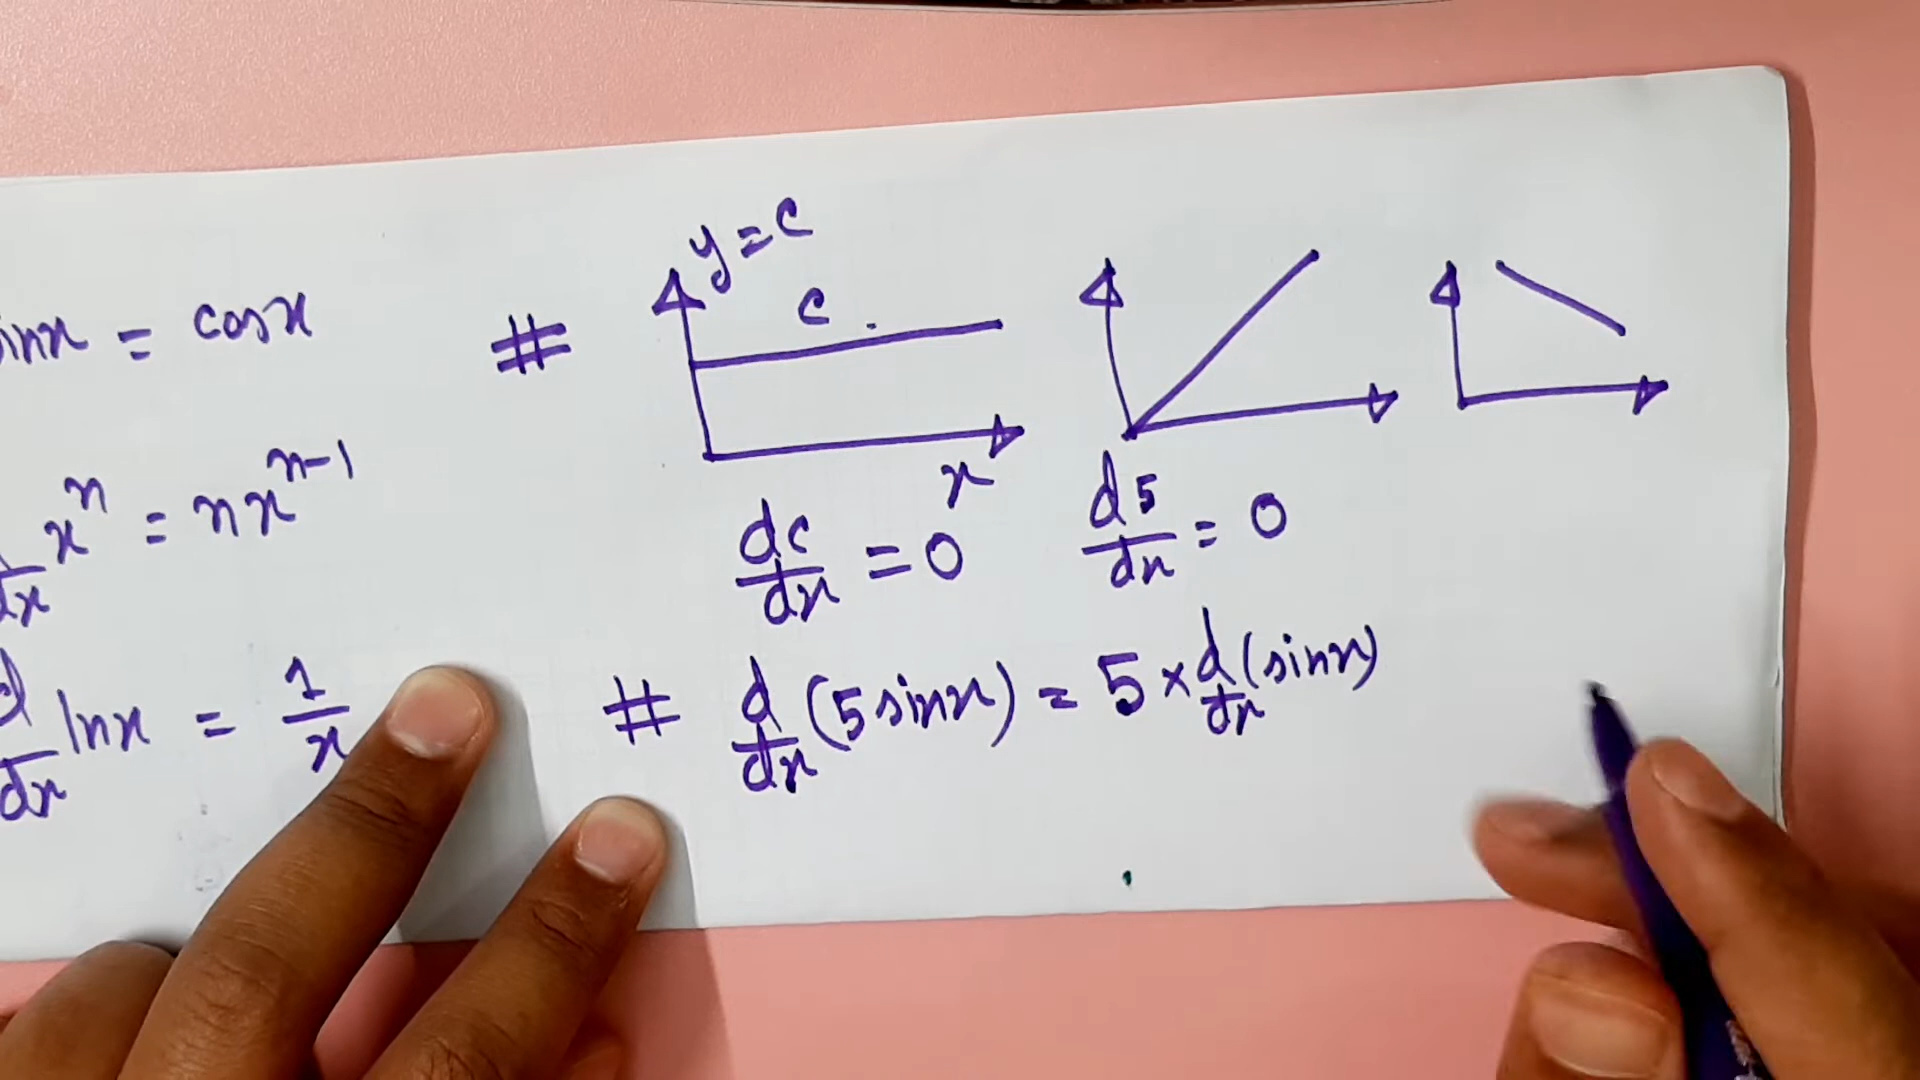 inx = cosx
d/dx x^n = nx^(n-1)
d/dx lnx = 1/x
# y=c
c
x
dc/dx = 0
d5/dx = 0
# d/dx (5 sinx) = 5 × d/dx (sinx)